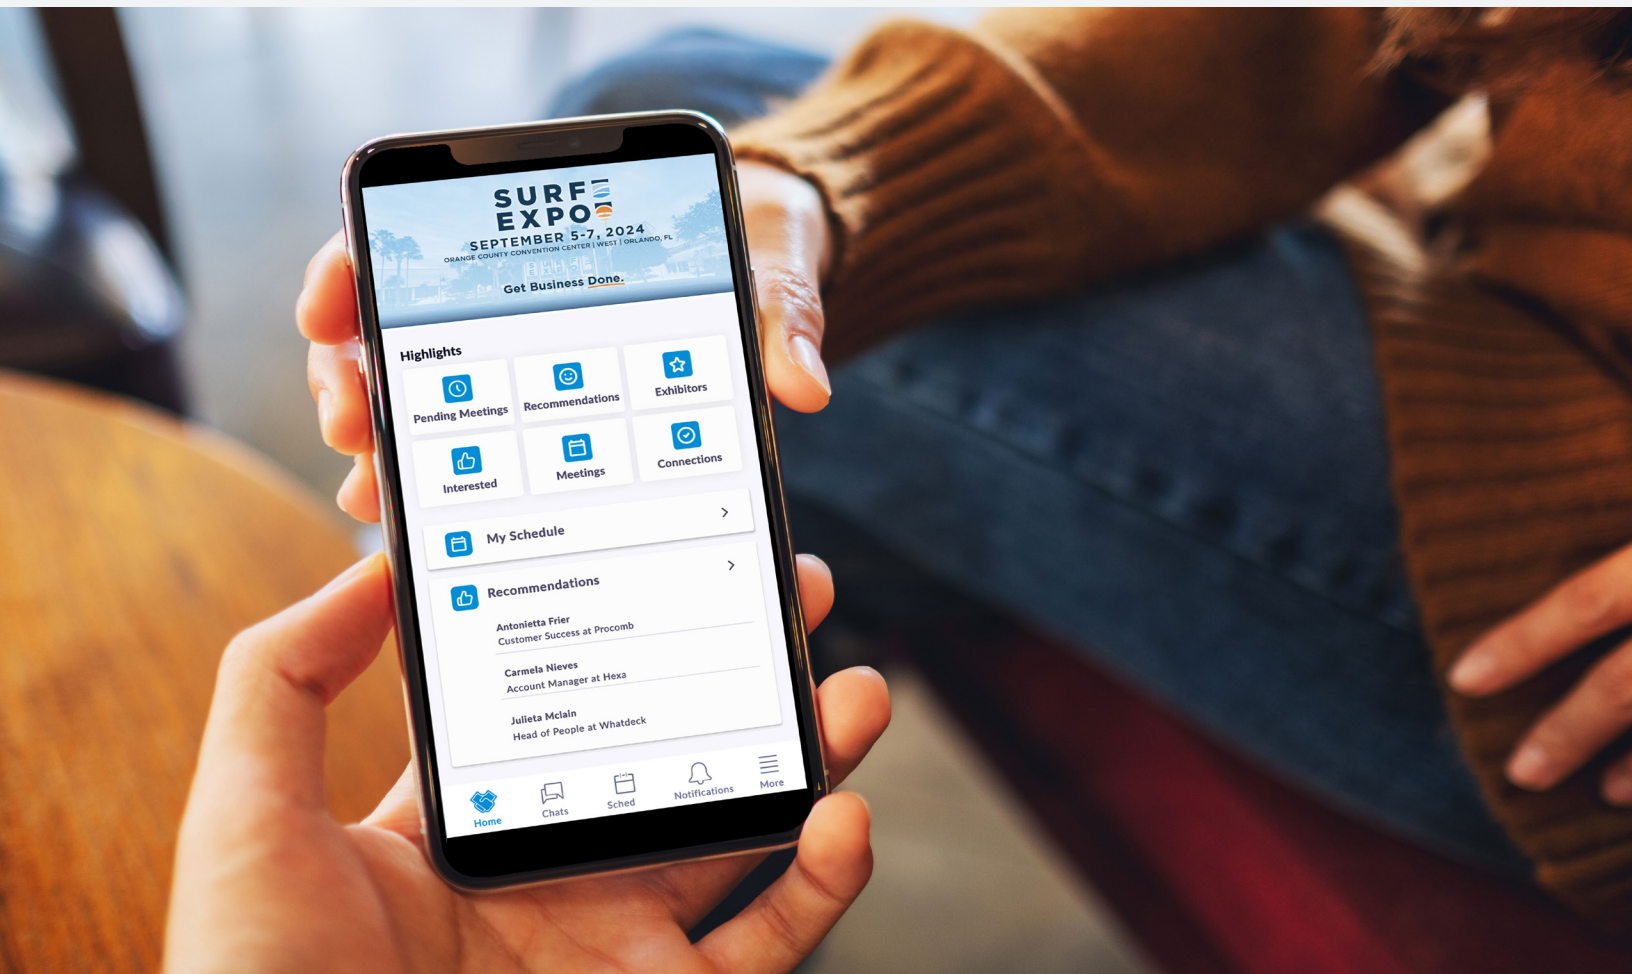 SURF
EXPO
SEPTEMBER 5-7, 2024
ORANGE COUNTY CONVENTION CENTER | WEST | ORLANDO, FL
Get Business Done.
Highlights
Pending Meetings
Recommendations
Exhibitors
Interested
Meetings
Connections
My Schedule
Recommendations
Antonietta Frier
Customer Success at Procomb
Carmela Nieves
Account Manager at Hexa
Julieta Mclain
Head of People at Whatdeck
Home
Chats
Sched
Notifications
More